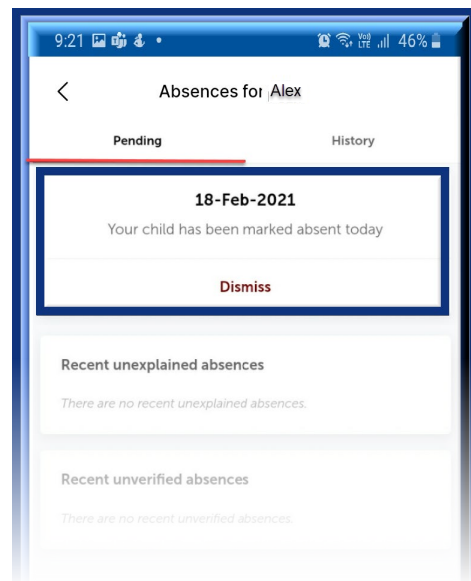 9:21 46%
Absences for Alex
Pending History
18-Feb-2021
Your child has been marked absent today
Dismiss
Recent unexplained absences
There are no recent unexplained absences.
Recent unverified absences
There are no recent unverified absences.